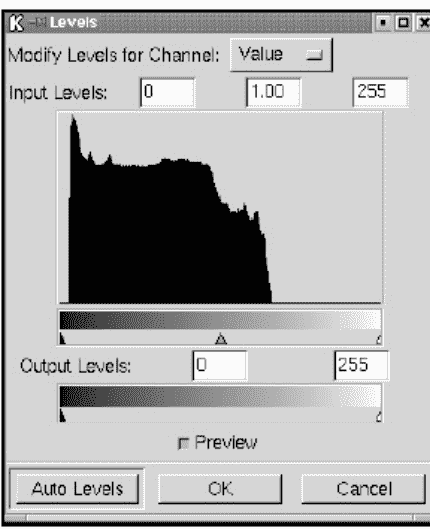 Levels
Modify Levels for Channel: Value
Input Levels: 0 1.00 255
Output Levels: 0 255
Preview
Auto Levels OK Cancel